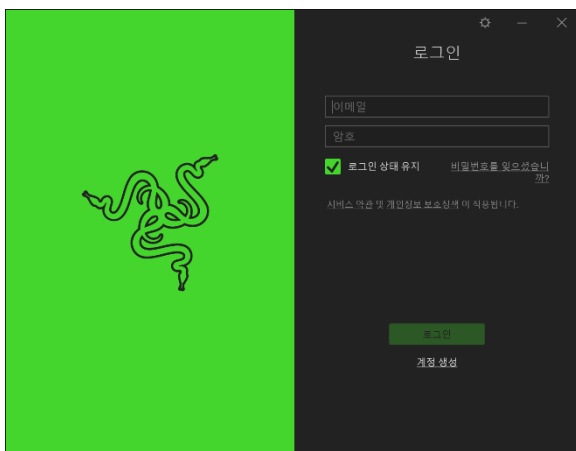 로그인
이메일
암호
로그인 상태 유지
비밀번호를 잊으셨습니
까?
서비스 약관 및 개인정보 보호정책 이 적용됩니다.
로그인
계정 생성